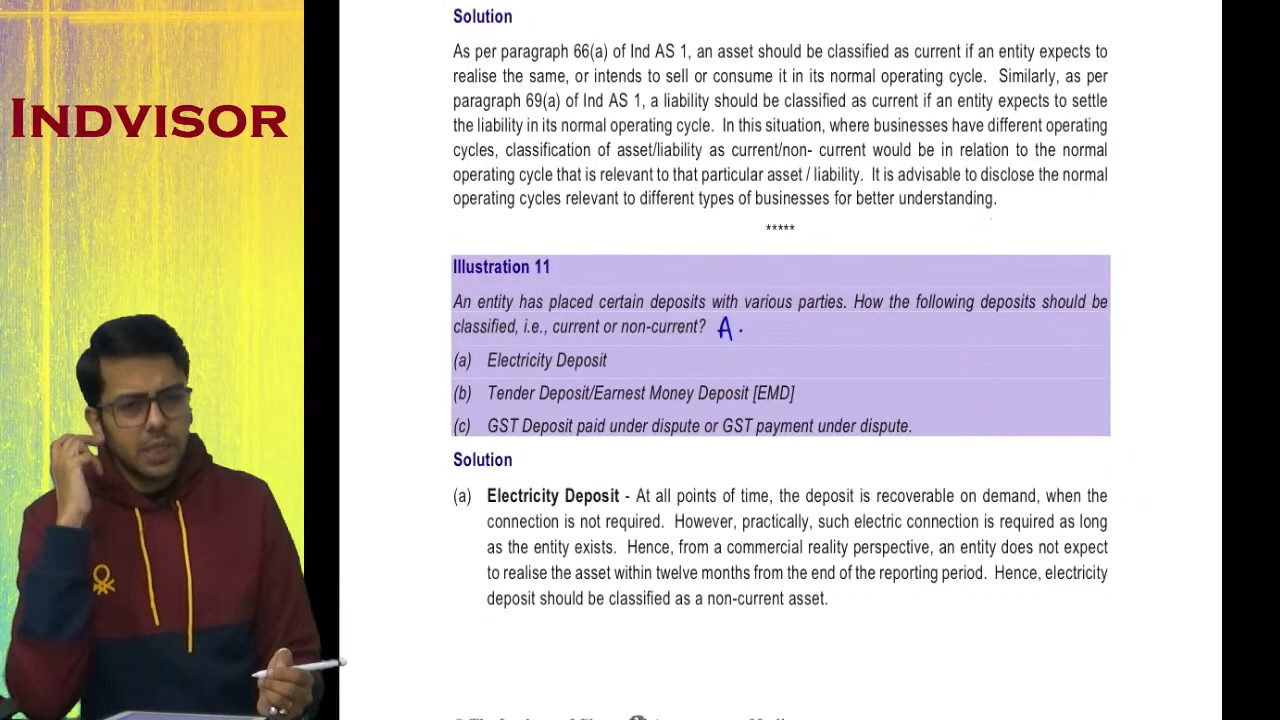 INDVISOR
Solution
As per paragraph 66(a) of Ind AS 1, an asset should be classified as current if an entity expects to
realise the same, or intends to sell or consume it in its normal operating cycle. Similarly, as per
paragraph 69(a) of Ind AS 1, a liability should be classified as current if an entity expects to settle
the liability in its normal operating cycle. In this situation, where businesses have different operating
cycles, classification of asset/liability as current/non- current would be in relation to the normal
operating cycle that is relevant to that particular asset / liability. It is advisable to disclose the normal
operating cycles relevant to different types of businesses for better understanding.
*****
Illustration 11
An entity has placed certain deposits with various parties. How the following deposits should be
classified, i.e., current or non-current? A.
(a) Electricity Deposit
(b) Tender Deposit/Earnest Money Deposit [EMD]
(c) GST Deposit paid under dispute or GST payment under dispute.
Solution
(a) Electricity Deposit - At all points of time, the deposit is recoverable on demand, when the
connection is not required. However, practically, such electric connection is required as long
as the entity exists. Hence, from a commercial reality perspective, an entity does not expect
to realise the asset within twelve months from the end of the reporting period. Hence, electricity
deposit should be classified as a non-current asset.